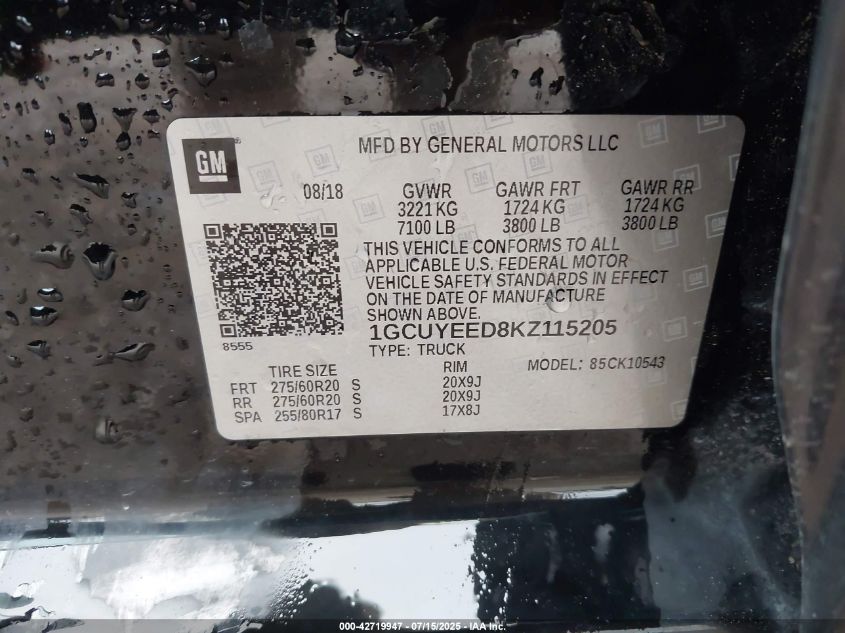 GM
MFD BY GENERAL MOTORS LLC
08/18
GVWR GAWR FRT GAWR RR
3221 KG 1724 KG 1724 KG
7100 LB 3800 LB 3800 LB
THIS VEHICLE CONFORMS TO ALL
APPLICABLE U.S. FEDERAL MOTOR
VEHICLE SAFETY STANDARDS IN EFFECT
ON THE DATE OF MANUFACTURE
SHOWN ABOVE.
8555
1GCUYEED8KZ115205
TYPE: TRUCK MODEL: 85CK10543
TIRE SIZE RIM
FRT 275/60R20 S 20X9J
RR 275/60R20 S 20X9J
SPA 255/80R17 S 17X8J
000-42719947 - 07/15/2025 - IAA Inc.